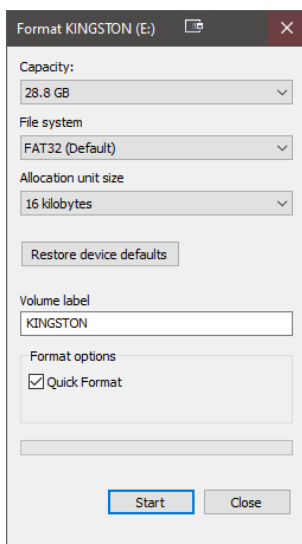 Format KINGSTON (E:)
Capacity:
28.8 GB
File system
FAT32 (Default)
Allocation unit size
16 kilobytes
Restore device defaults
Volume label
KINGSTON
Format options
Quick Format
Start Close